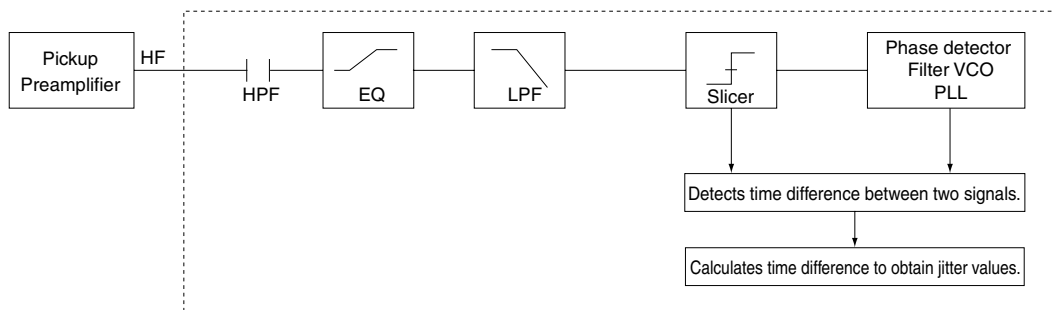 Pickup
Preamplifier
HF
HPF
EQ
LPF
Slicer
Phase detector
Filter VCO
PLL
Detects time difference between two signals.
Calculates time difference to obtain jitter values.